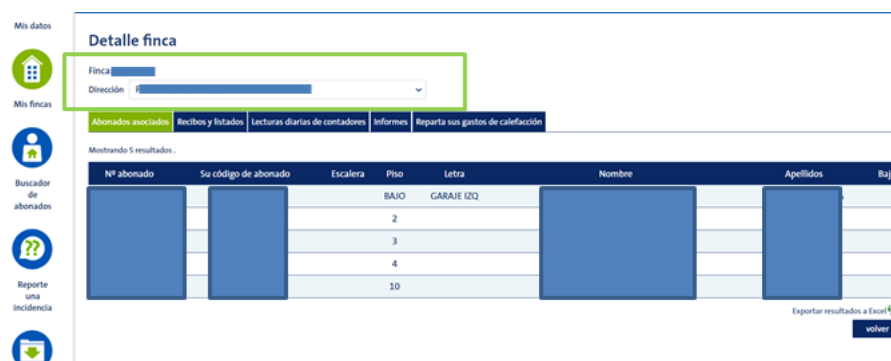 Mis datos
Mis fincas
Buscador
de
abonados
Reporte
una
incidencia
Detalle finca
Finca
Dirección
Abonados asociados Recibos y listados Lecturas diarias de contadores Informes Reparta sus gastos de calefacción
Mostrando 5 resultados .
Nº abonado Su código de abonado Escalera Piso Letra Nombre Apellidos Baj
BAJO GARAJE IZQ
2
3
4
10
Exportar resultados a Excel
volver